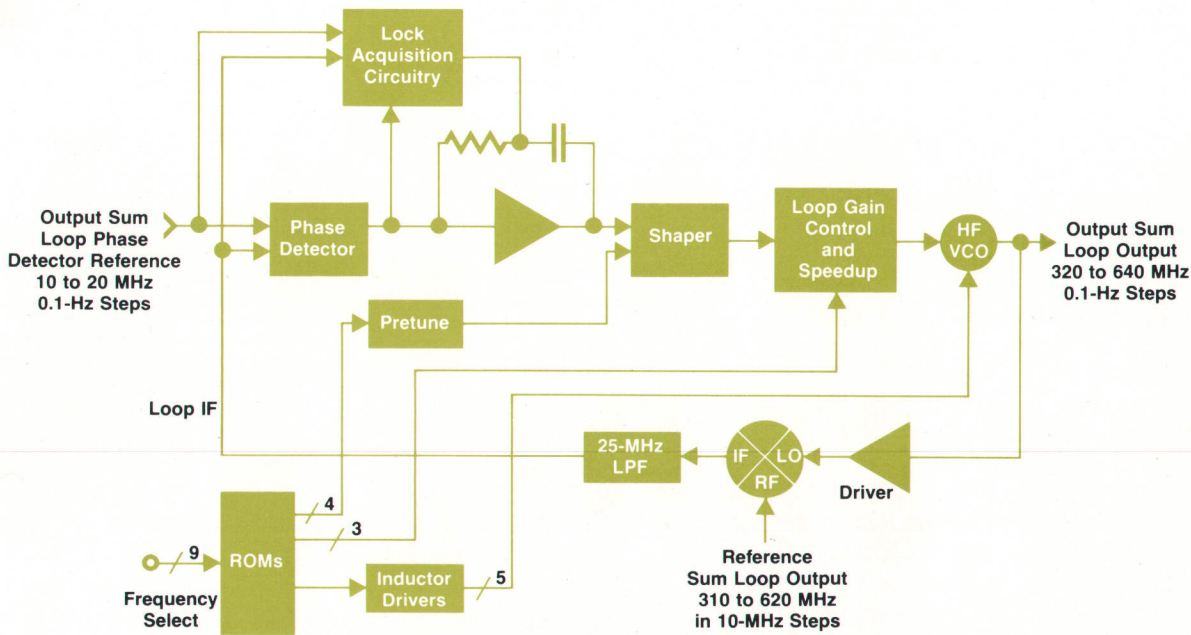 Lock
Acquisition
Circuitry
Output Sum
Loop Phase
Detector Reference
10 to 20 MHz
0.1-Hz Steps
Phase
Detector
Shaper
Loop Gain
Control
and
Speedup
HF
VCO
Output Sum
Loop Output
320 to 640 MHz
0.1-Hz Steps
Pretune
Loop IF
25-MHz
LPF
IF
LO
RF
Driver
4
3
9
ROMs
Inductor
Drivers
5
Frequency
Select
Reference
Sum Loop Output
310 to 620 MHz
in 10-MHz Steps